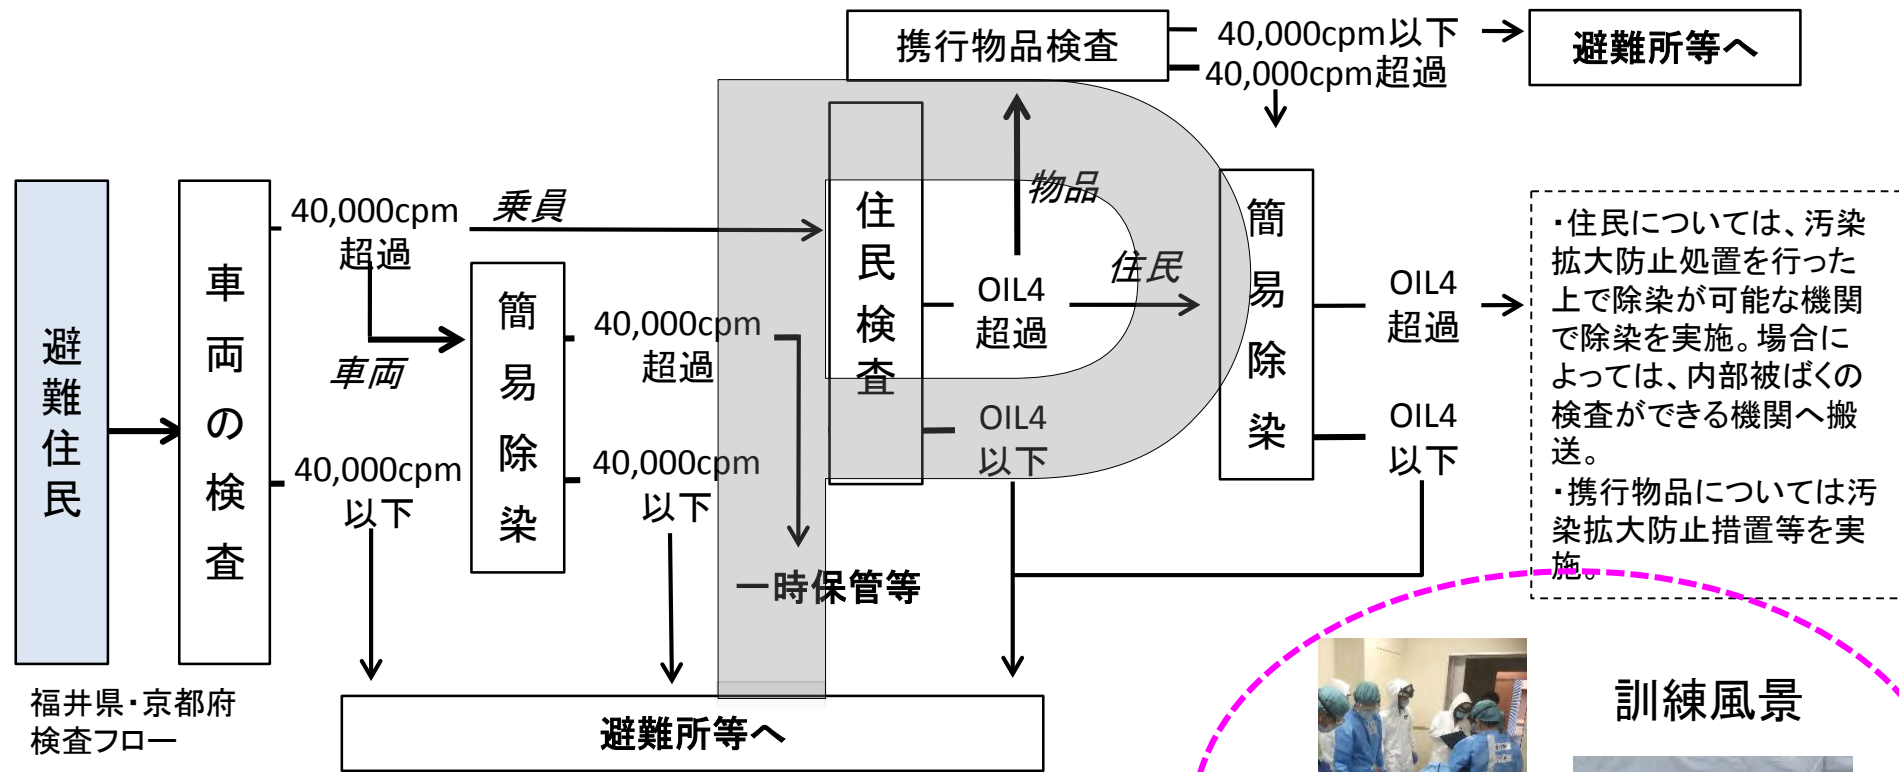 携行物品検査
40,000cpm以下
40,000cpm超過
避難所等へ
避難住民
車両の検査
40,000cpm
超過
乗員
車両
40,000cpm
以下
簡易除染
40,000cpm
超過
40,000cpm
以下
一時保管等
住民検査
物品
OIL4
超過
住民
OIL4
以下
簡易除染
OIL4
超過
OIL4
以下
・住民については、汚染
拡大防止処置を行った
上で除染が可能な機関
で除染を実施。場合に
よっては、内部被ばくの
検査ができる機関へ搬
送。
・携行物品については汚
染拡大防止措置等を実
施。
避難所等へ
福井県・京都府
検査フロー
訓練風景